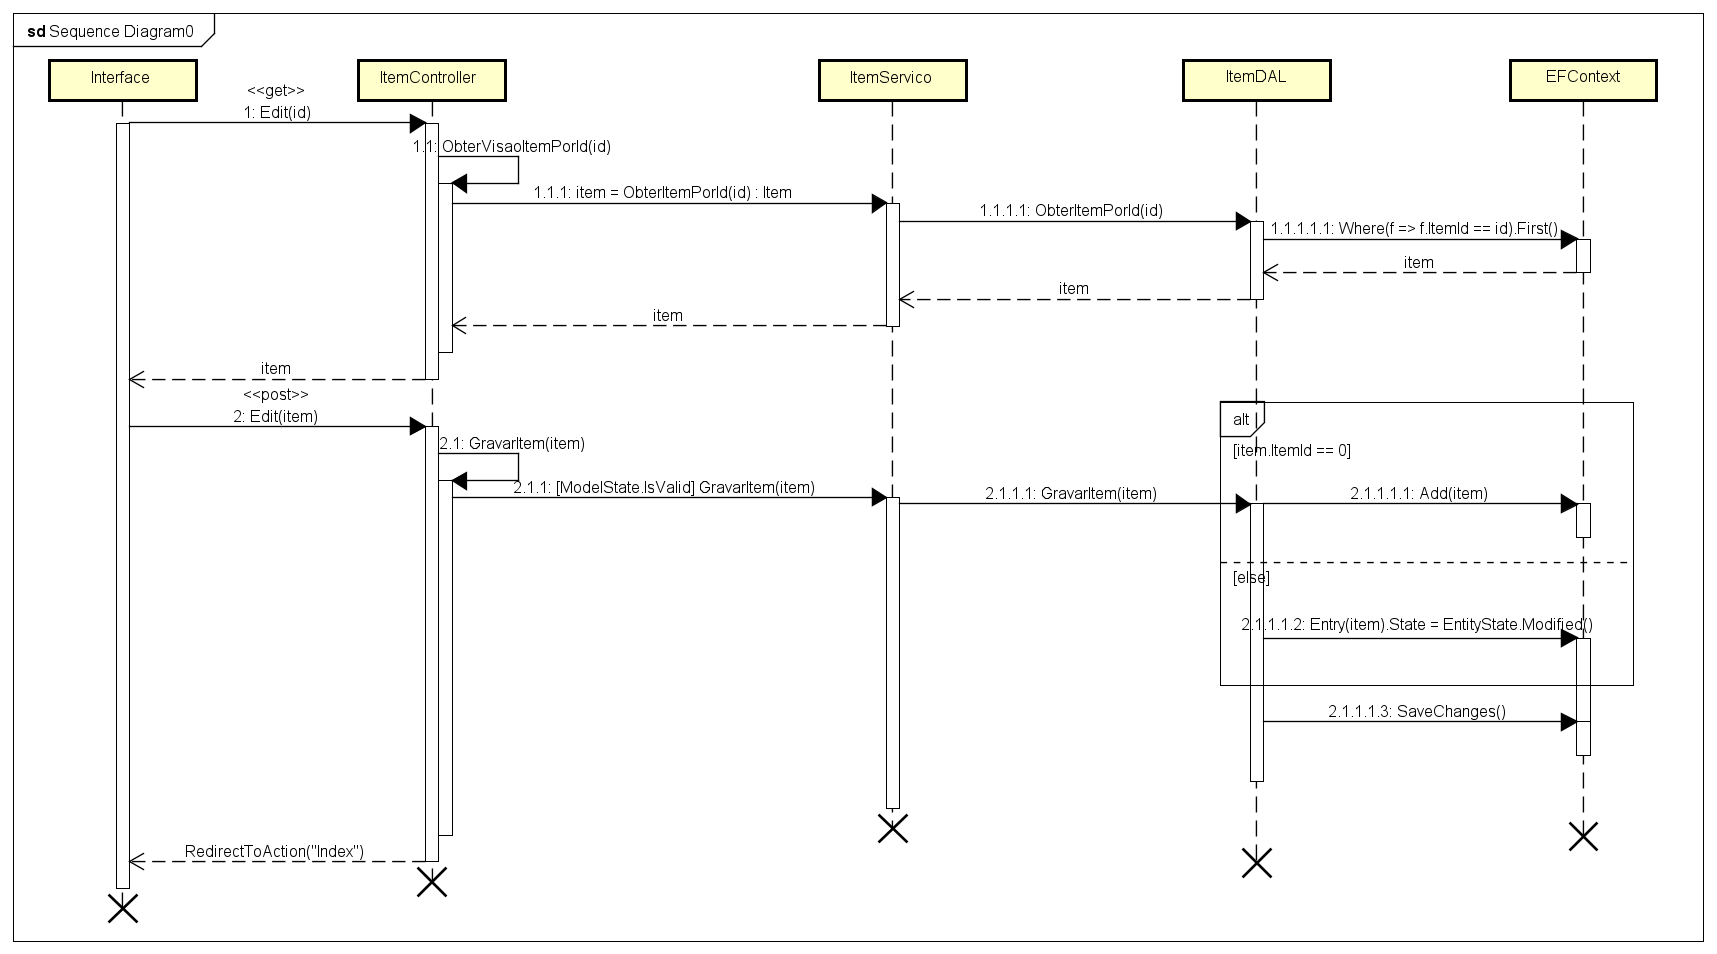 sd Sequence Diagram0
Interface
ItemController
ItemServico
ItemDAL
EFContext
<<get>>
1: Edit(id)
1.1: ObterVisaoItemPorId(id)
1.1.1: item = ObterItemPorId(id) : Item
1.1.1.1: ObterItemPorId(id)
1.1.1.1.1: Where(f => f.ItemId == id).First()
item
item
item
item
<<post>>
2: Edit(item)
alt
[item.ItemId == 0]
2.1: GravarItem(item)
2.1.1: [ModelState.IsValid] GravarItem(item)
2.1.1.1: GravarItem(item)
2.1.1.1.1: Add(item)
[else]
2.1.1.1.2: Entry(item).State = EntityState.Modified()
2.1.1.1.3: SaveChanges()
RedirectToAction("Index")